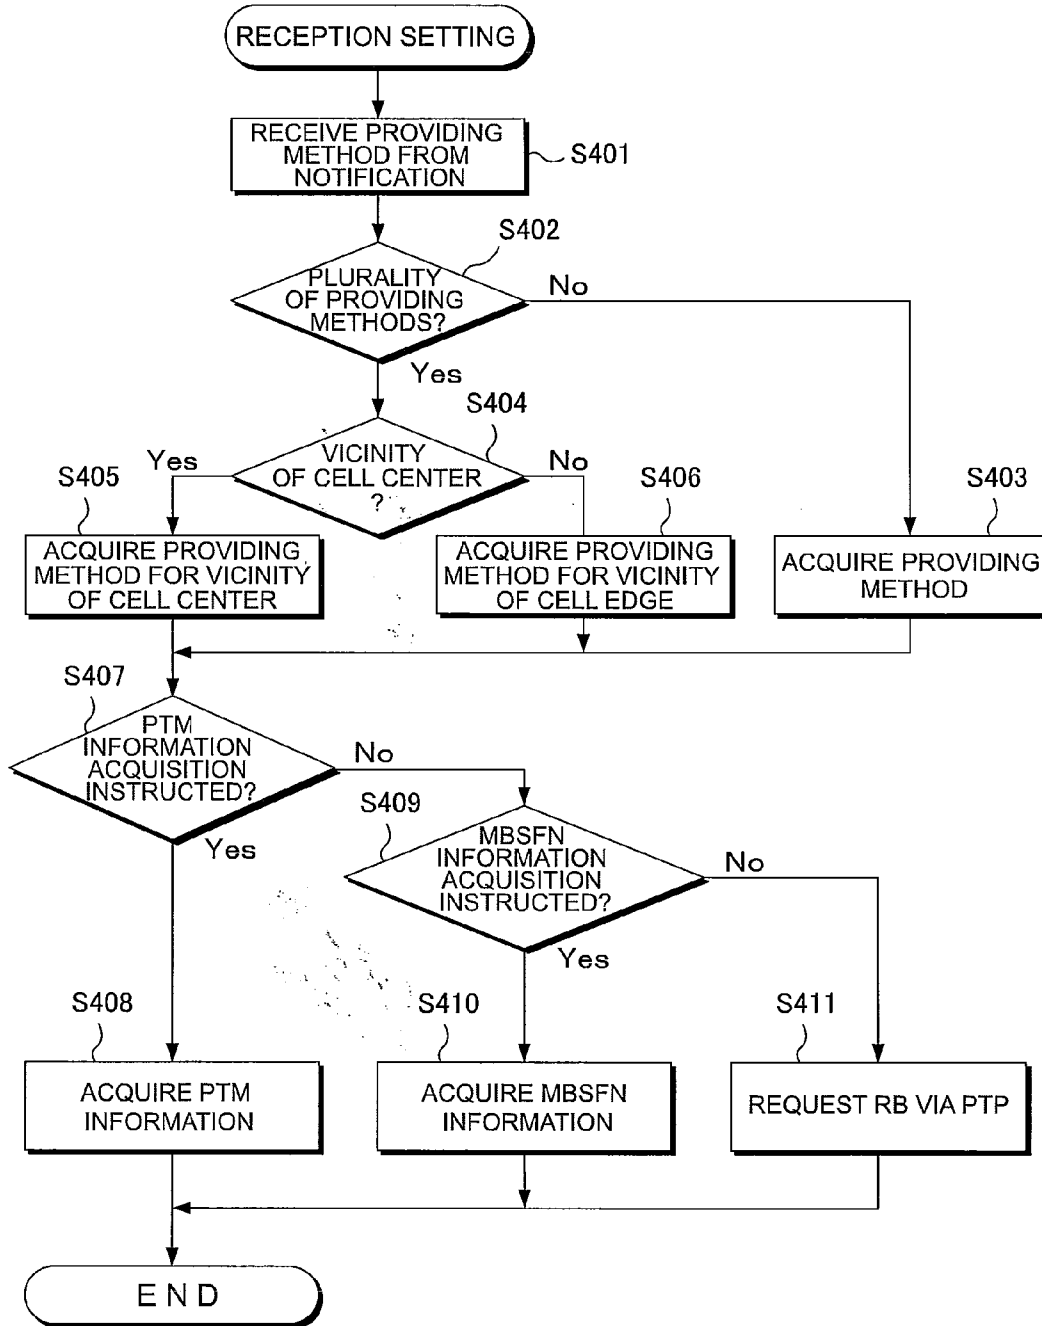 RECEPTION SETTING
RECEIVE PROVIDING
METHOD FROM
NOTIFICATION
S401
S402
PLURALITY
OF PROVIDING
METHODS?
No
Yes
S404
VICINITY
OF CELL CENTER
?
Yes
No
S405
S406
S403
ACQUIRE PROVIDING
METHOD FOR VICINITY
OF CELL CENTER
ACQUIRE PROVIDING
METHOD FOR VICINITY
OF CELL EDGE
ACQUIRE PROVIDING
METHOD
S407
PTM
INFORMATION
ACQUISITION
INSTRUCTED?
No
Yes
S409
MBSFN
INFORMATION
ACQUISITION
INSTRUCTED?
No
Yes
S408
S410
S411
ACQUIRE PTM
INFORMATION
ACQUIRE MBSFN
INFORMATION
REQUEST RB VIA PTP
END